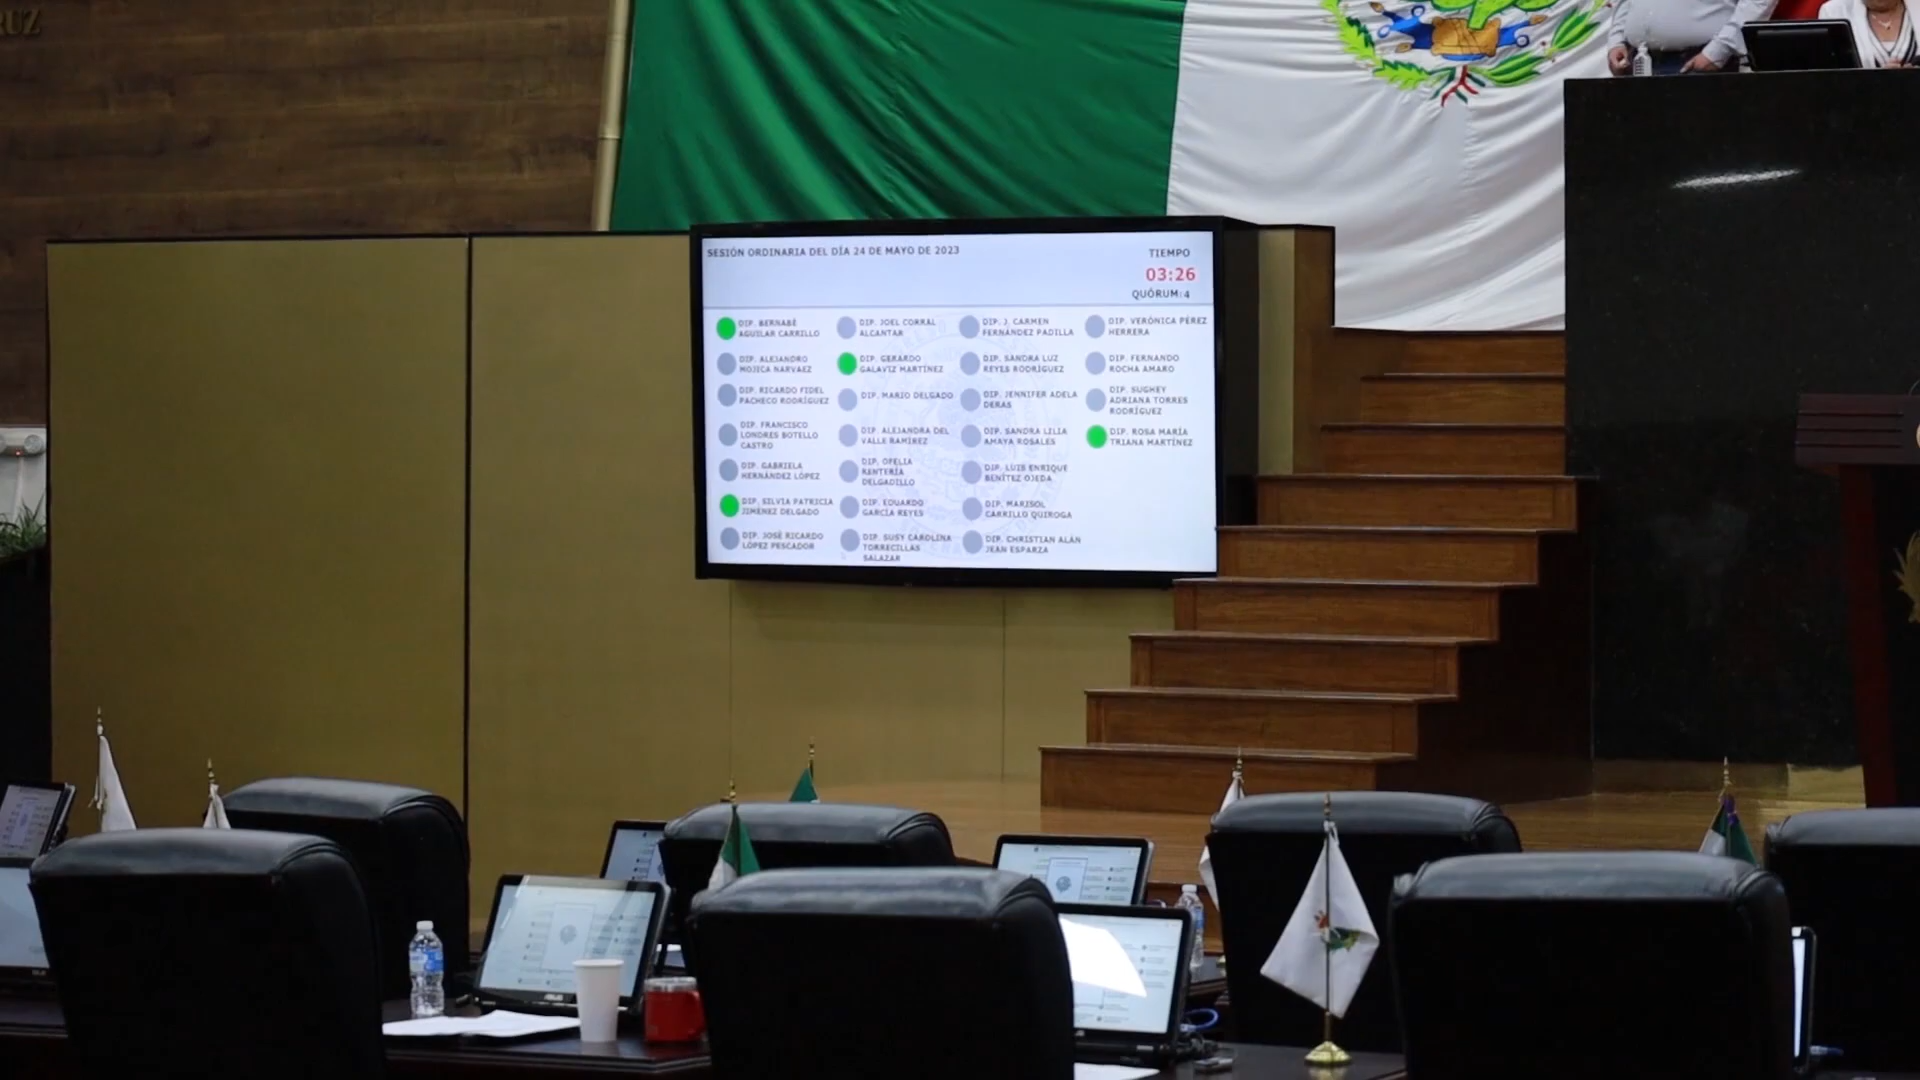 RUZ
SESIÓN ORDINARIA DEL DÍA 24 DE MAYO DE 2023
TIEMPO
03:26
QUÓRUM:4
DIP. BERNABÉ
AGUILAR CARRILLO
DIP. ALEJANDRO
MOJICA NARVAEZ
DIP. RICARDO FIDEL
PACHECO RODRÍGUEZ
DIP. FRANCISCO
LONDRES BOTELLO
CASTRO
DIP. GABRIELA
HERNÁNDEZ LÓPEZ
DIP. SILVIA PATRICIA
JIMÉNEZ DELGADO
DIP. JOSÉ RICARDO
LÓPEZ PESCADOR
DIP. JOEL CORRAL
ALCANTAR
DIP. GERARDO
GALAVIZ MARTÍNEZ
DIP. MARIO DELGADO
DIP. ALEJANDRA DEL
VALLE RAMÍREZ
DIP. OFELIA
RENTERÍA
DELGADILLO
DIP. EDUARDO
GARCÍA REYES
DIP. SUSY CAROLINA
TORRECILLAS
SALAZAR
DIP. J. CARMEN
FERNÁNDEZ PADILLA
DIP. SANDRA LUZ
REYES RODRÍGUEZ
DIP. JENNIFER ADELA
DERAS
DIP. SANDRA LILIA
AMAYA ROSALES
DIP. LUIS ENRIQUE
BENÍTEZ OJEDA
DIP. MARISOL
CARRILLO QUIROGA
DIP. CHRISTIAN ALÁN
JEAN ESPARZA
DIP. VERÓNICA PÉREZ
HERRERA
DIP. FERNANDO
ROCHA AMARO
DIP. SUGHEY
ADRIANA TORRES
RODRÍGUEZ
DIP. ROSA MARÍA
TRIANA MARTÍNEZ
ASUS